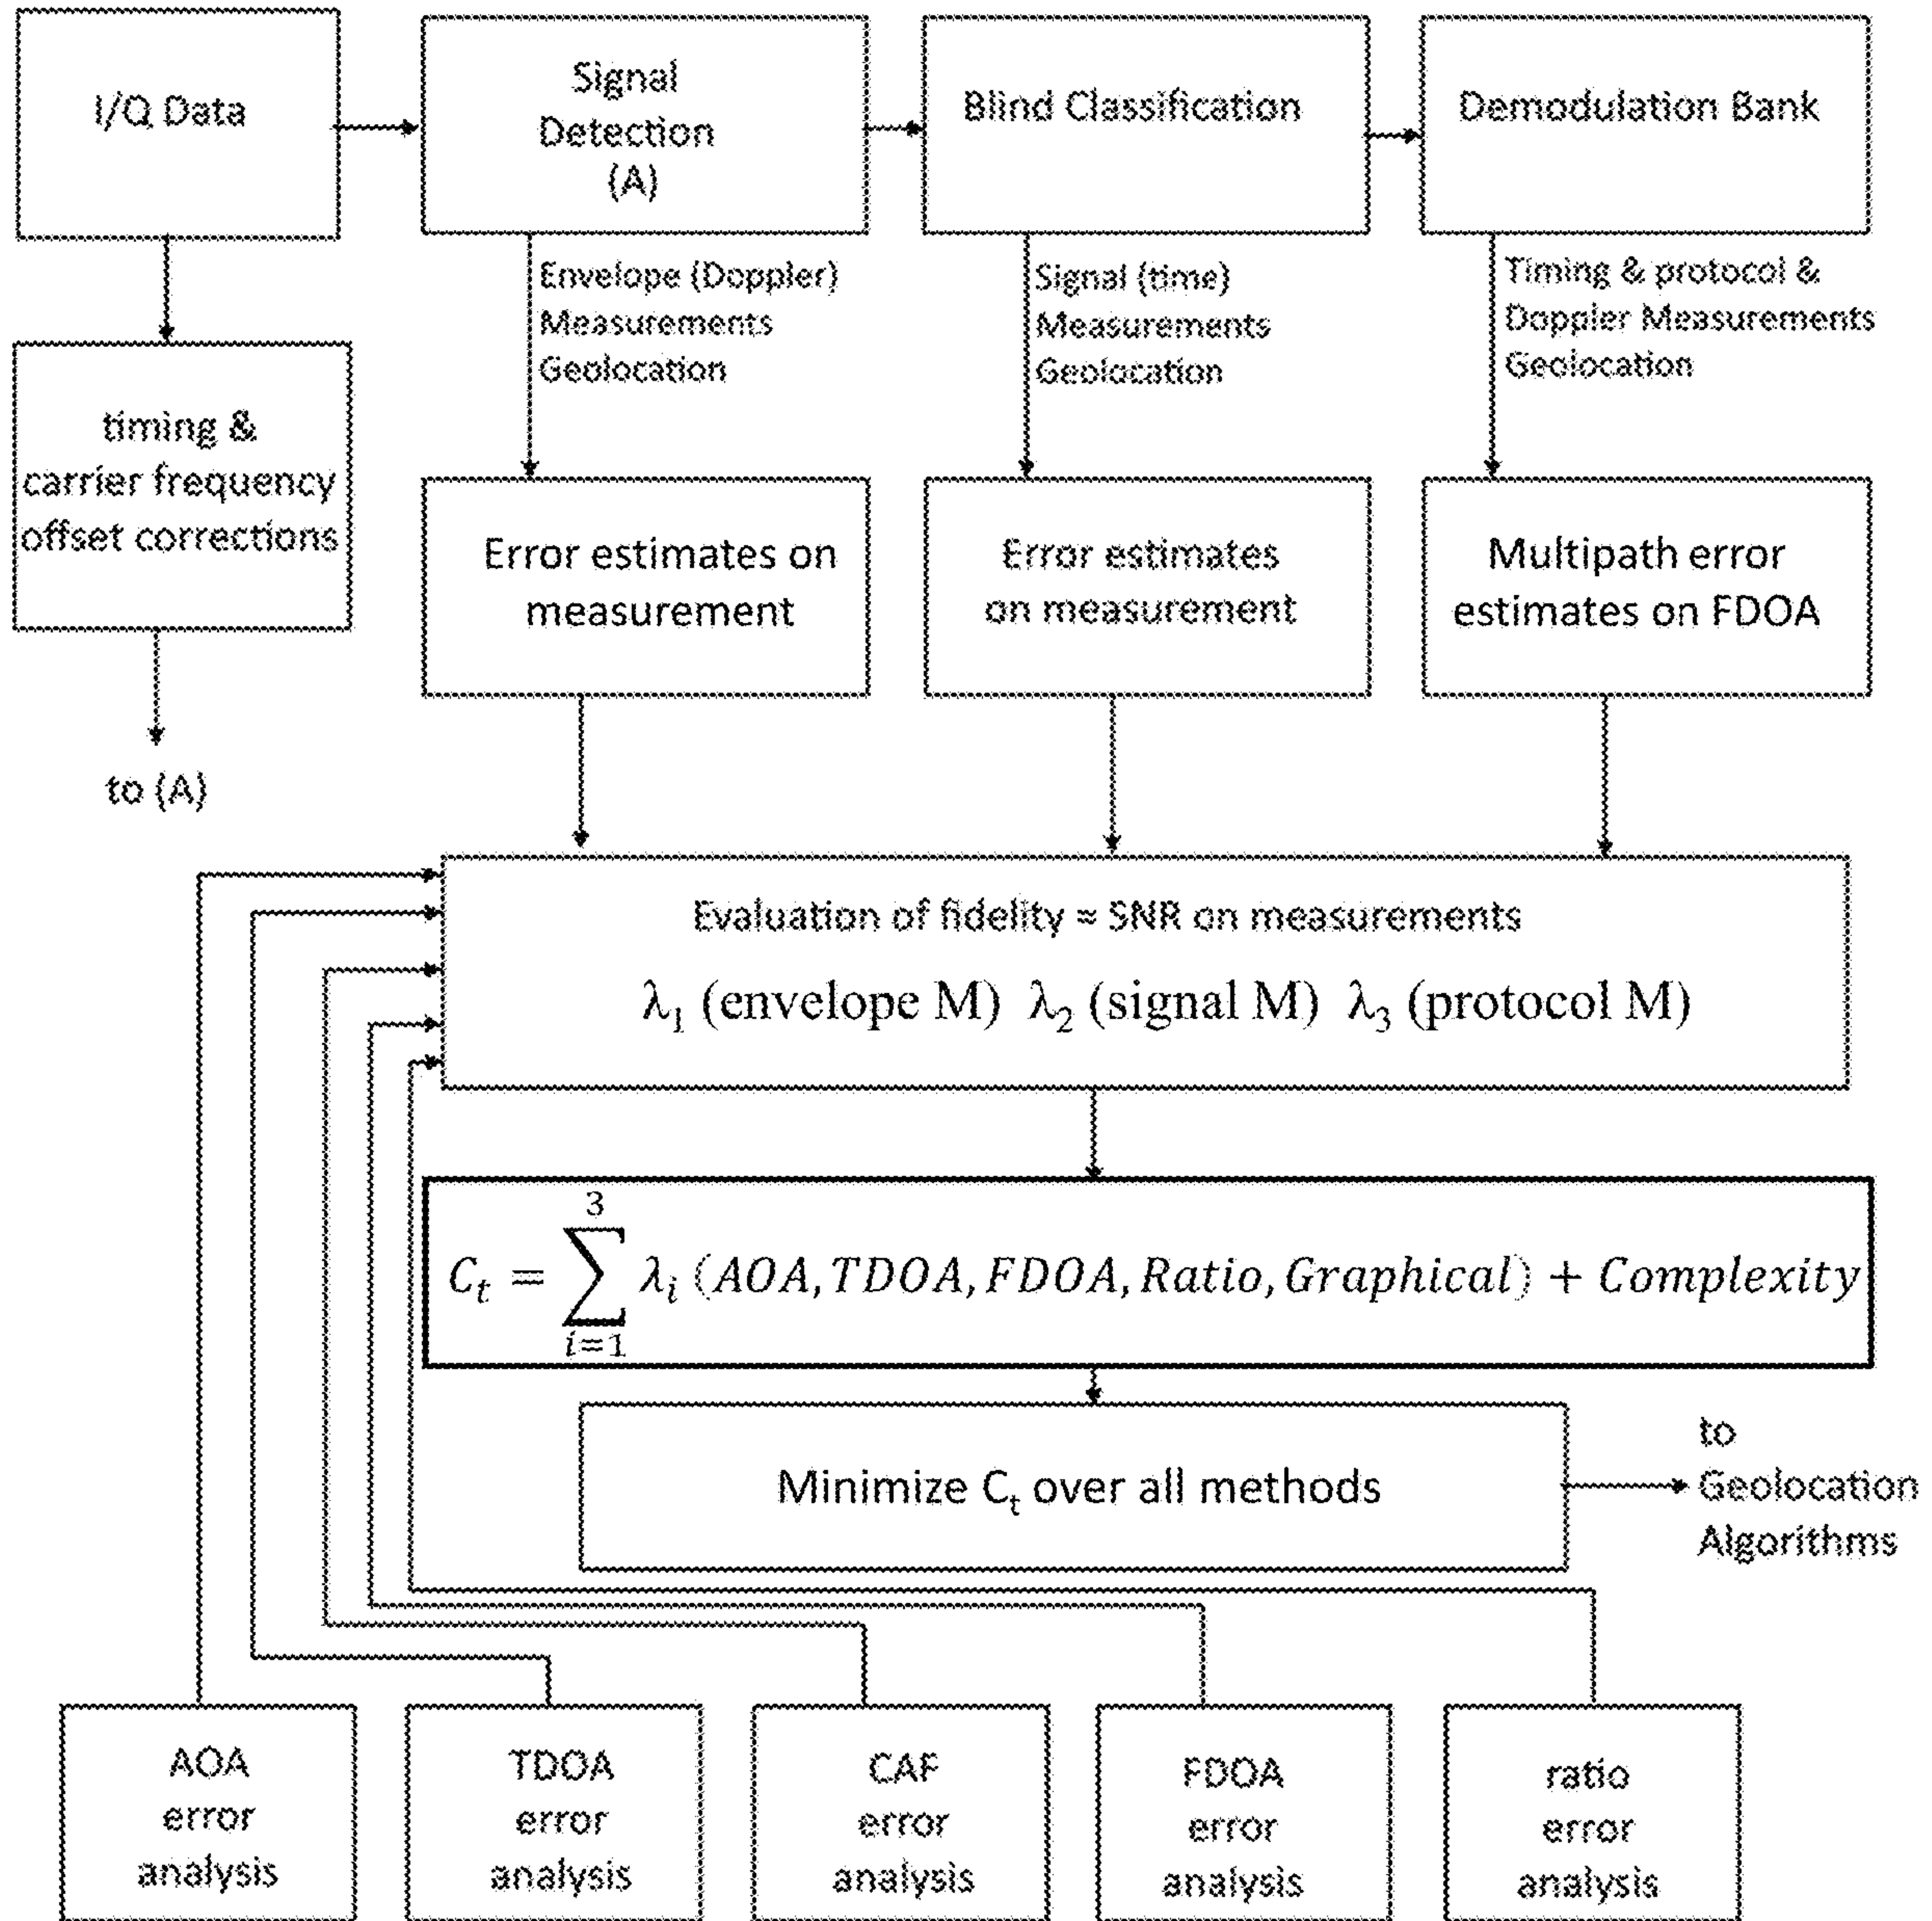 I/Q Data
Signal
Detection
(A)
Blind Classification
Demodulation Bank
Envelope (Doppler)
Measurements
Geolocation
Signal (time)
Measurements
Geolocation
Timing & protocol &
Doppler Measurements
Geolocation
timing &
carrier frequency
offset corrections
to (A)
Error estimates on
measurement
Error estimates
on measurement
Multipath error
estimates on FDOA
Evaluation of fidelity ≈ SNR on measurements
λ₁ (envelope M) λ₂ (signal M) λ₃ (protocol M)
3
C_t = ∑ λ_i (AOA, TDOA, FDOA, Ratio, Graphical) + Complexity
i=1
Minimize C_t over all methods
to
Geolocation
Algorithms
AOA
error
analysis
TDOA
error
analysis
CAF
error
analysis
FDOA
error
analysis
ratio
error
analysis